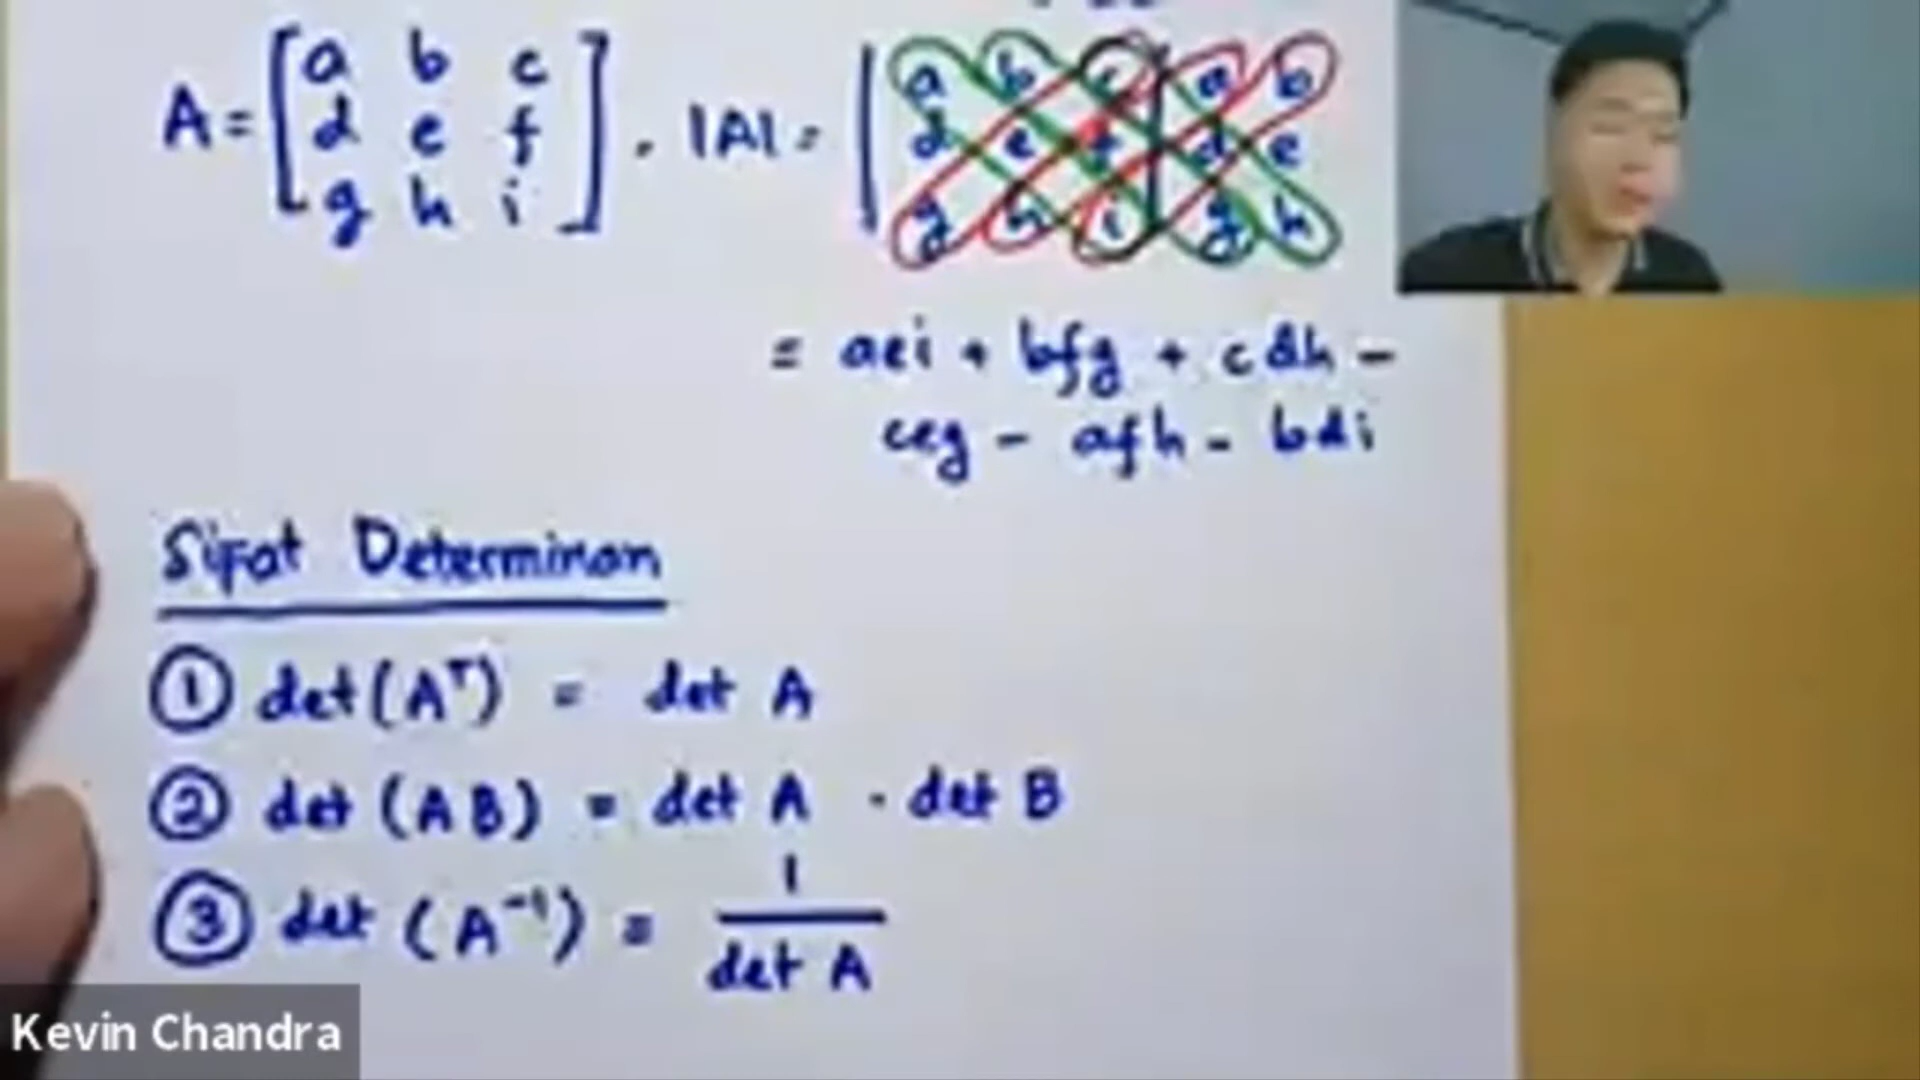 A = [ a b c . |A| = | a b c | a b
d e f d e f d e
g h i ] g h i g h
= aei + bfg + cdh -
ceg - afh - bdi
Sifat Determinan
① det(Aᵀ) = det A
② det (AB) = det A . det B
③ det (A⁻¹) = 1
det A
Kevin Chandra